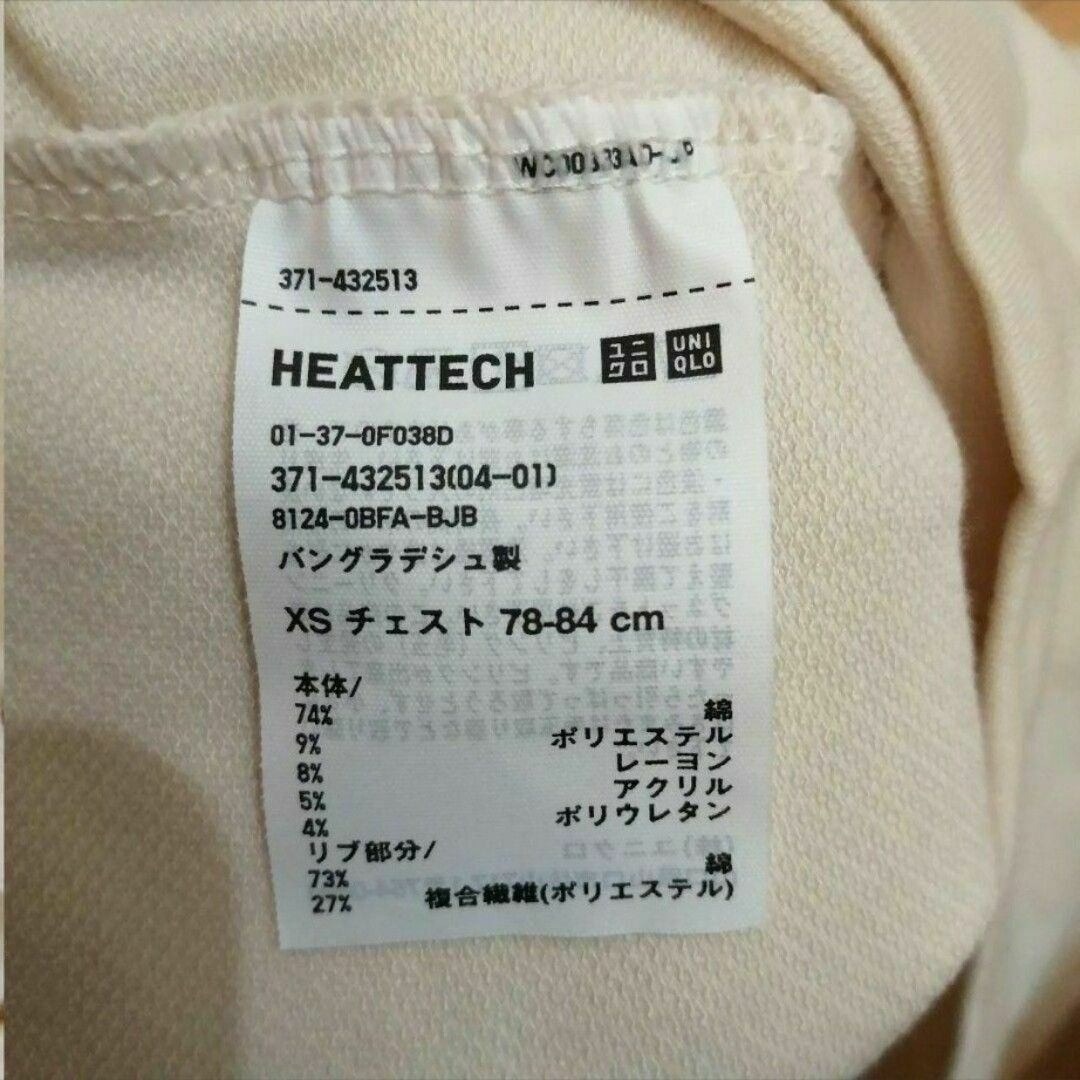 371-432513
HEATTECH ユニクロ UNIQLO
01-37-0F038D
371-432513(04-01)
8124-0BFA-BJB
バングラデシュ製
XS チェスト 78-84 cm
本体/
74% 綿
9% ポリエステル
8% レーヨン
5% アクリル
4% ポリウレタン
リブ部分/
73% 綿
27% 複合繊維(ポリエステル)